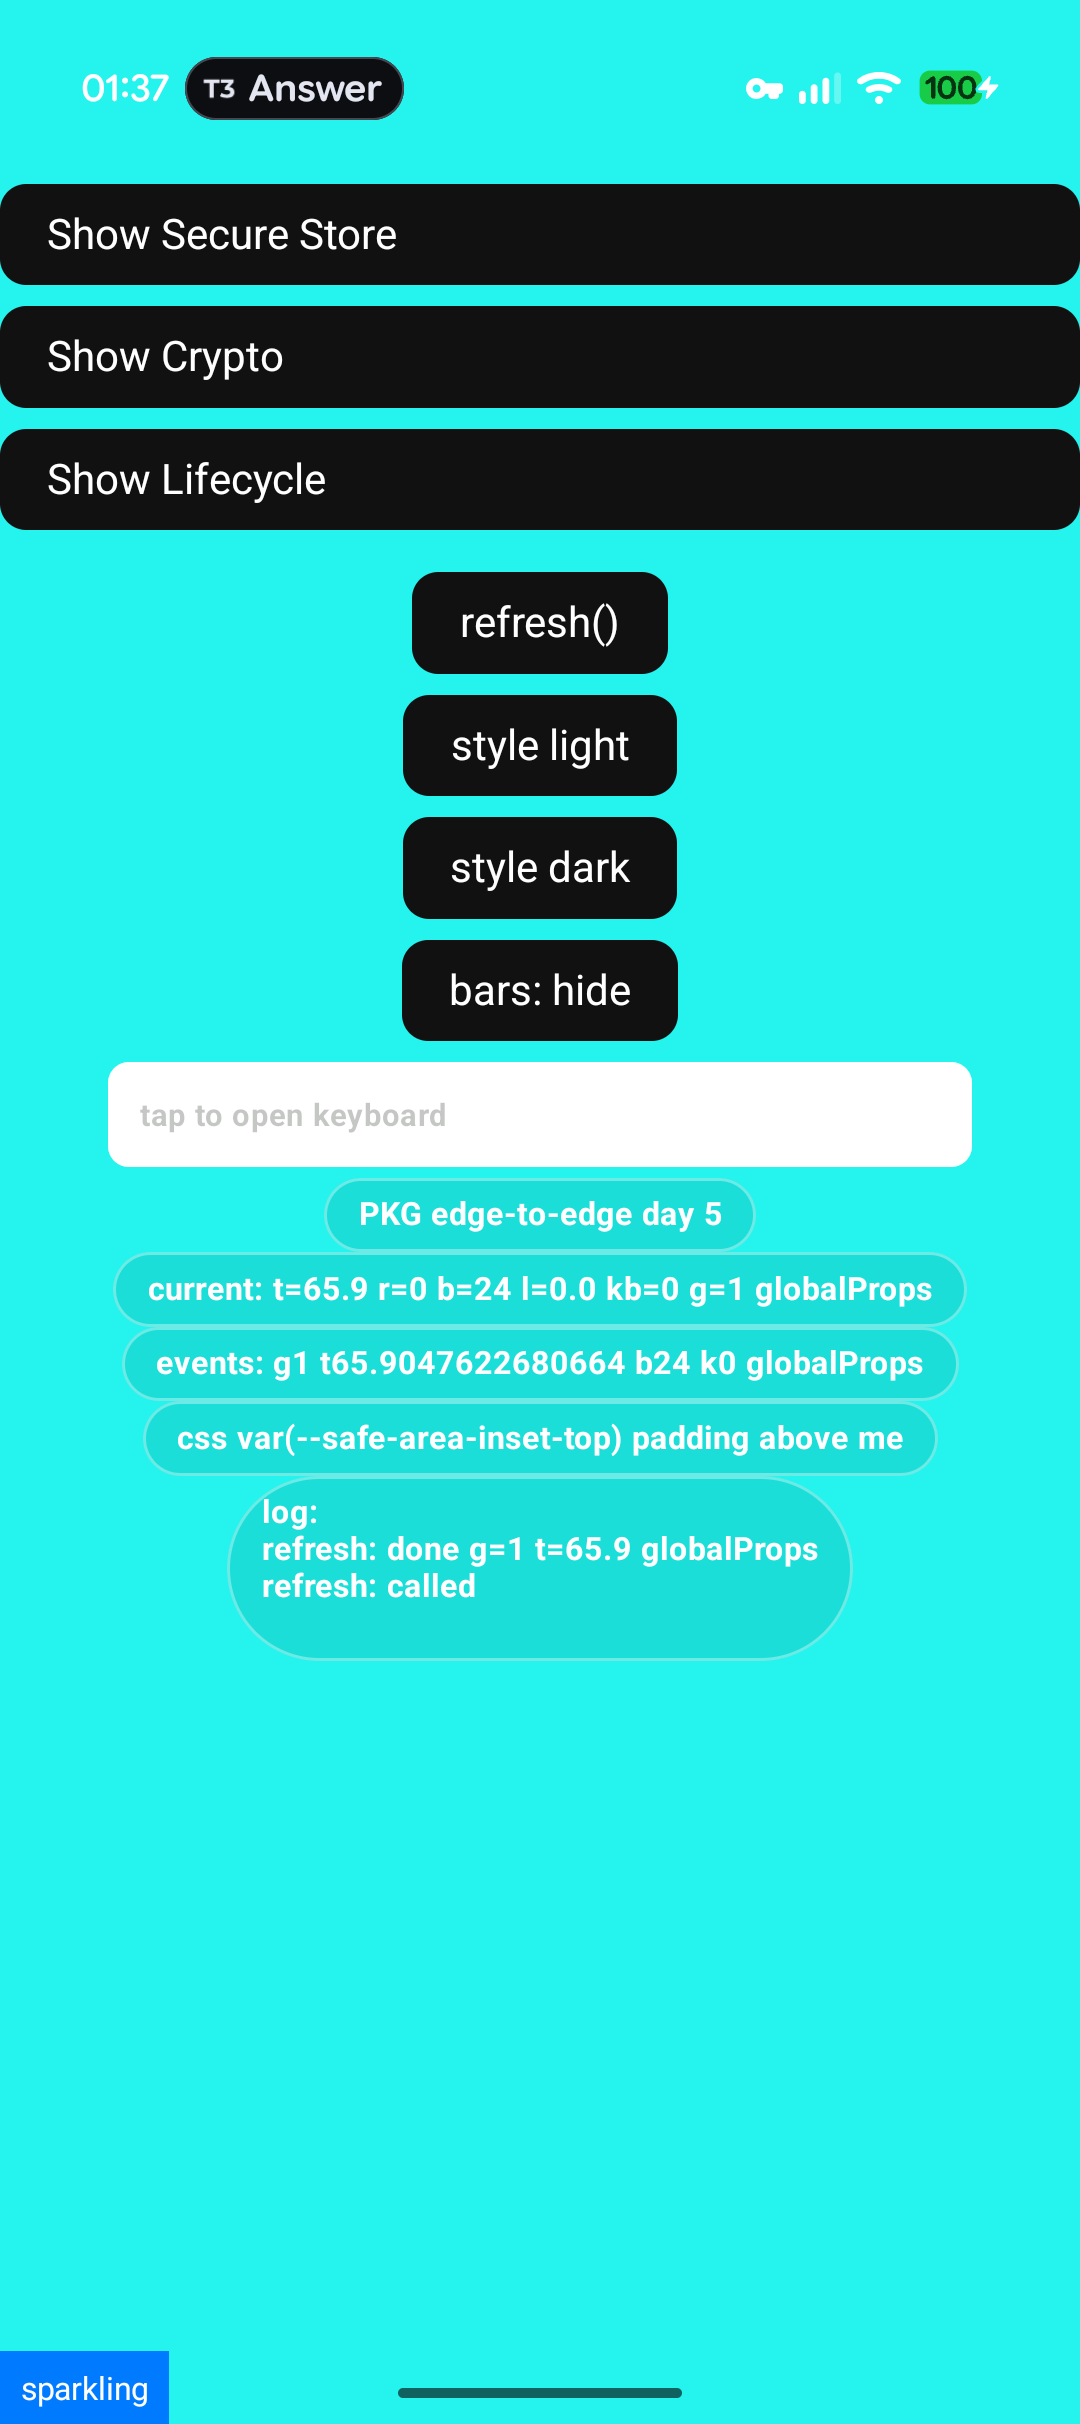 01:37 T3 Answer 100
Show Secure Store
Show Crypto
Show Lifecycle
refresh()
style light
style dark
bars: hide
tap to open keyboard
PKG edge-to-edge day 5
current: t=65.9 r=0 b=24 l=0.0 kb=0 g=1 globalProps
events: g1 t65.9047622680664 b24 k0 globalProps
css var(--safe-area-inset-top) padding above me
log:
refresh: done g=1 t=65.9 globalProps
refresh: called
sparkling